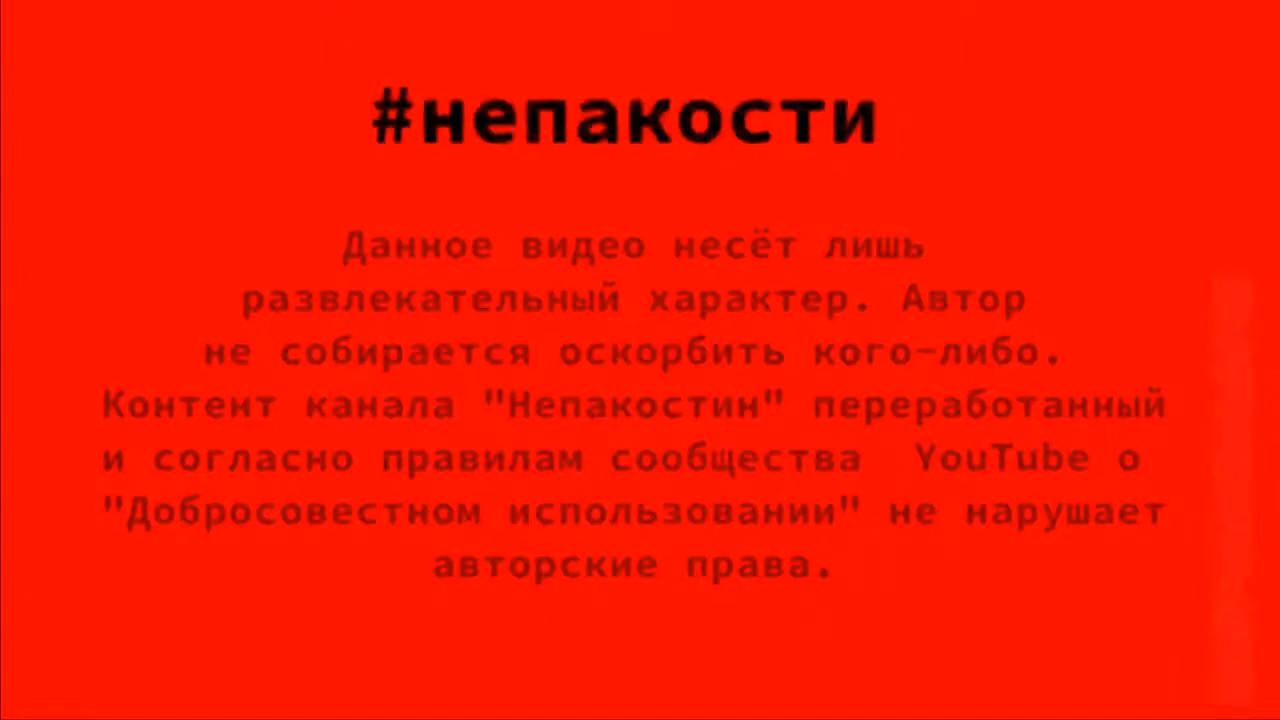 #непакости
Данное видео несёт лишь
развлекательный характер. Автор
не собирается оскорбить кого-либо.
Контент канала "Непакостин" переработанный
и согласно правилам сообщества YouTube о
"Добросовестном использовании" не нарушает
авторские права.